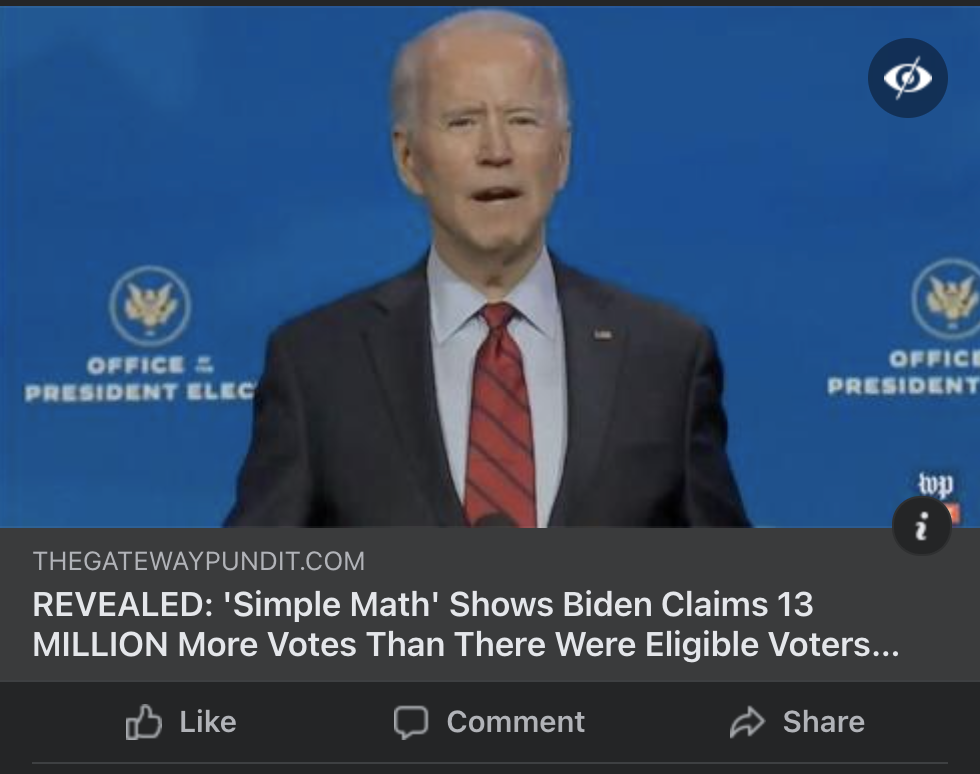 OFFICE OF THE
PRESIDENT ELEC
OFFICE
PRESIDENT
wp
i
THEGATEWAYPUNDIT.COM
REVEALED: 'Simple Math' Shows Biden Claims 13
MILLION More Votes Than There Were Eligible Voters...
Like
Comment
Share